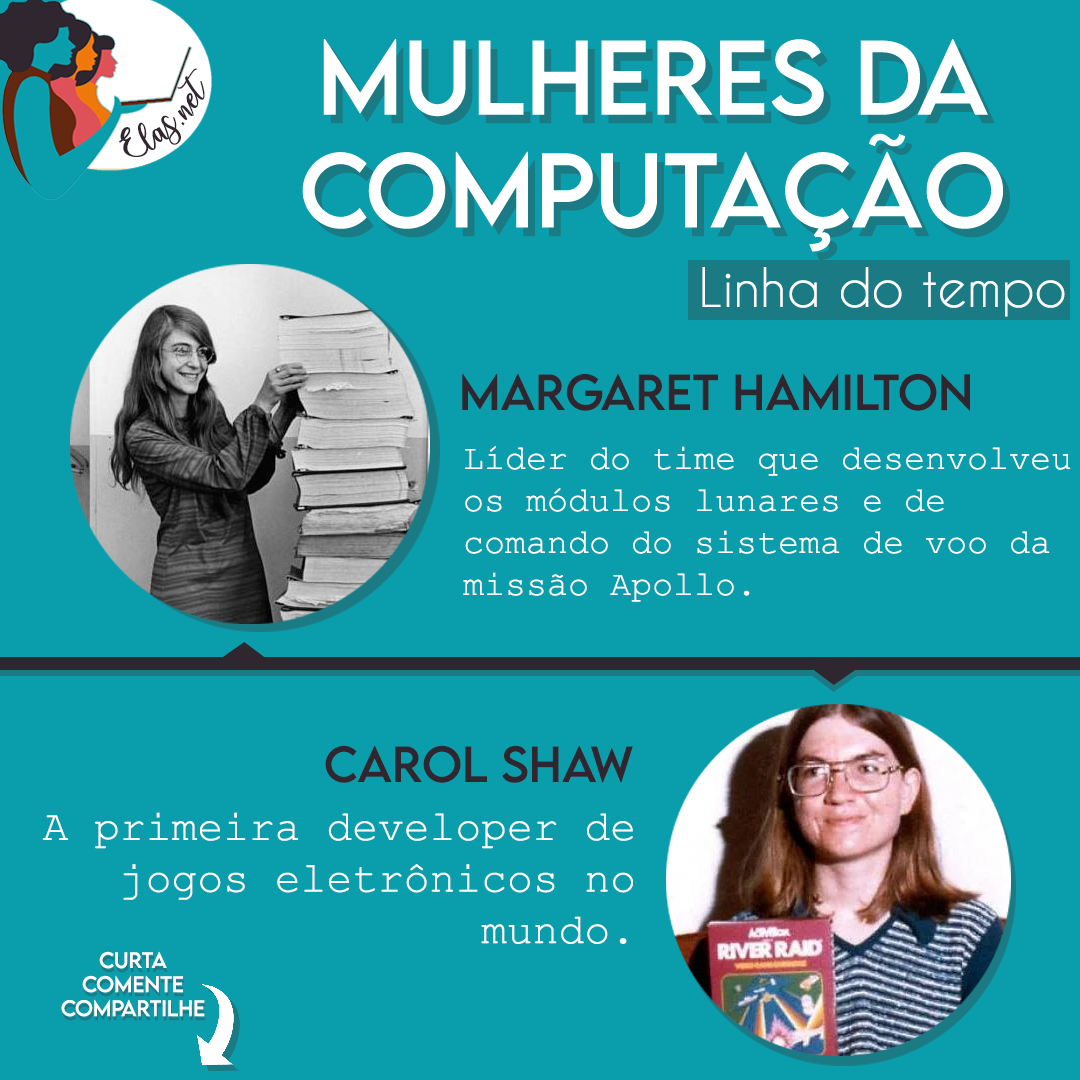 Elas.net
MULHERES DA
COMPUTAÇÃO
Linha do tempo
MARGARET HAMILTON
Líder do time que desenvolveu
os módulos lunares e de
comando do sistema de voo da
missão Apollo.
CAROL SHAW
A primeira developer de
jogos eletrônicos no
mundo.
ACTIVISION
RIVER RAID
CURTA
COMENTE
COMPARTILHE